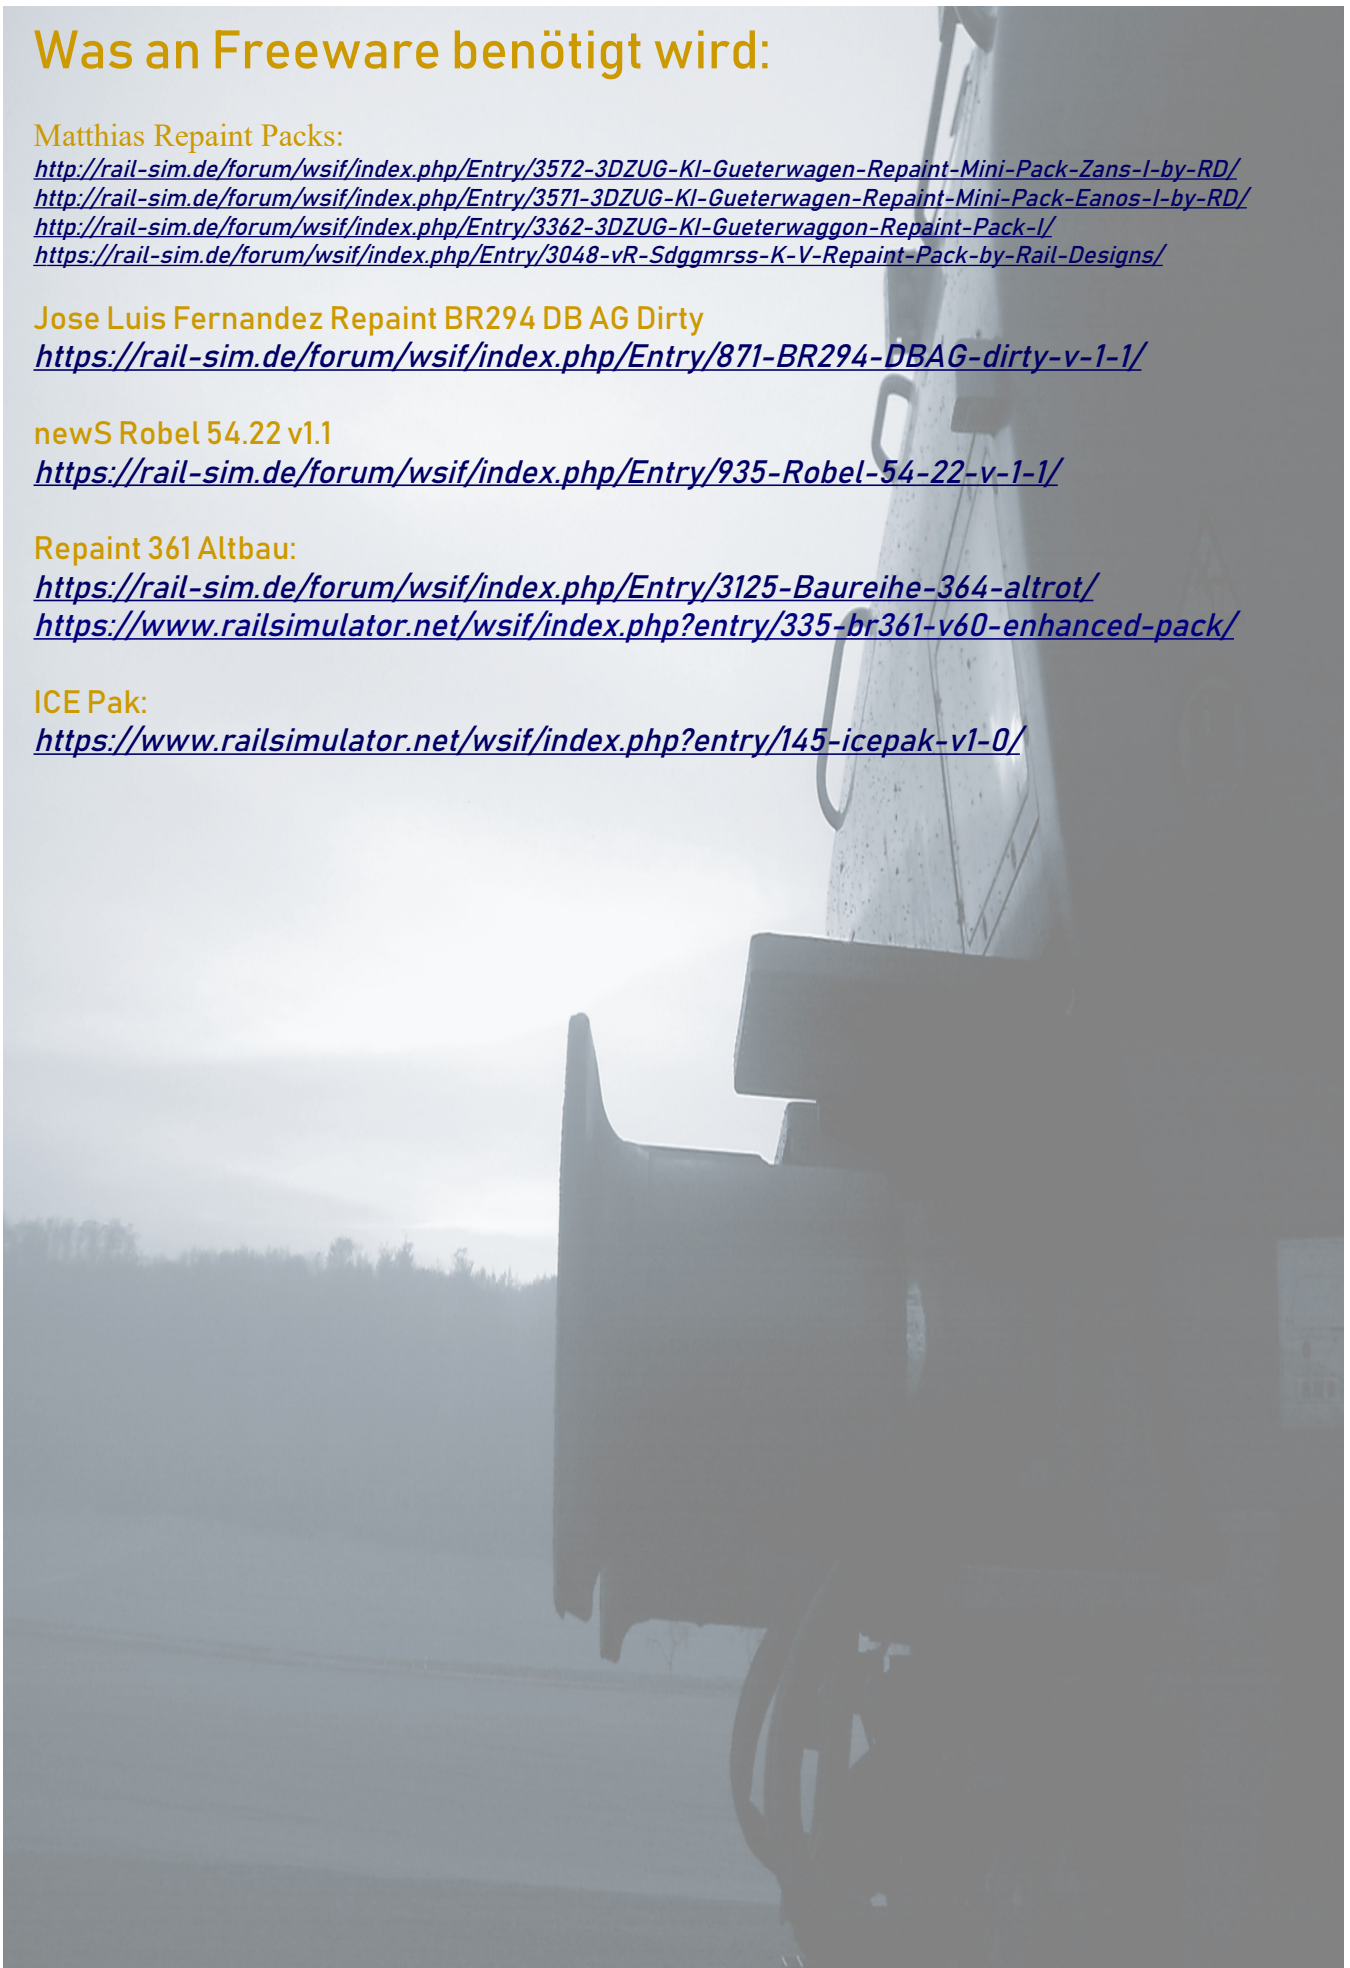 Was an Freeware benötigt wird:
Matthias Repaint Packs:
http://rail-sim.de/forum/wsif/index.php/Entry/3572-3DZUG-KI-Gueterwagen-Repaint-Mini-Pack-Zans-I-by-RD/
http://rail-sim.de/forum/wsif/index.php/Entry/3571-3DZUG-KI-Gueterwagen-Repaint-Mini-Pack-Eanos-I-by-RD/
http://rail-sim.de/forum/wsif/index.php/Entry/3362-3DZUG-KI-Gueterwaggon-Repaint-Pack-I/
https://rail-sim.de/forum/wsif/index.php/Entry/3048-vR-Sdggmrss-K-V-Repaint-Pack-by-Rail-Designs/
Jose Luis Fernandez Repaint BR294 DB AG Dirty
https://rail-sim.de/forum/wsif/index.php/Entry/871-BR294-DBAG-dirty-v-1-1/
newS Robel 54.22 v1.1
https://rail-sim.de/forum/wsif/index.php/Entry/935-Robel-54-22-v-1-1/
Repaint 361 Altbau:
https://rail-sim.de/forum/wsif/index.php/Entry/3125-Baureihe-364-altrot/
https://www.railsimulator.net/wsif/index.php?entry/335-br361-v60-enhanced-pack/
ICE Pak:
https://www.railsimulator.net/wsif/index.php?entry/145-icepak-v1-0/